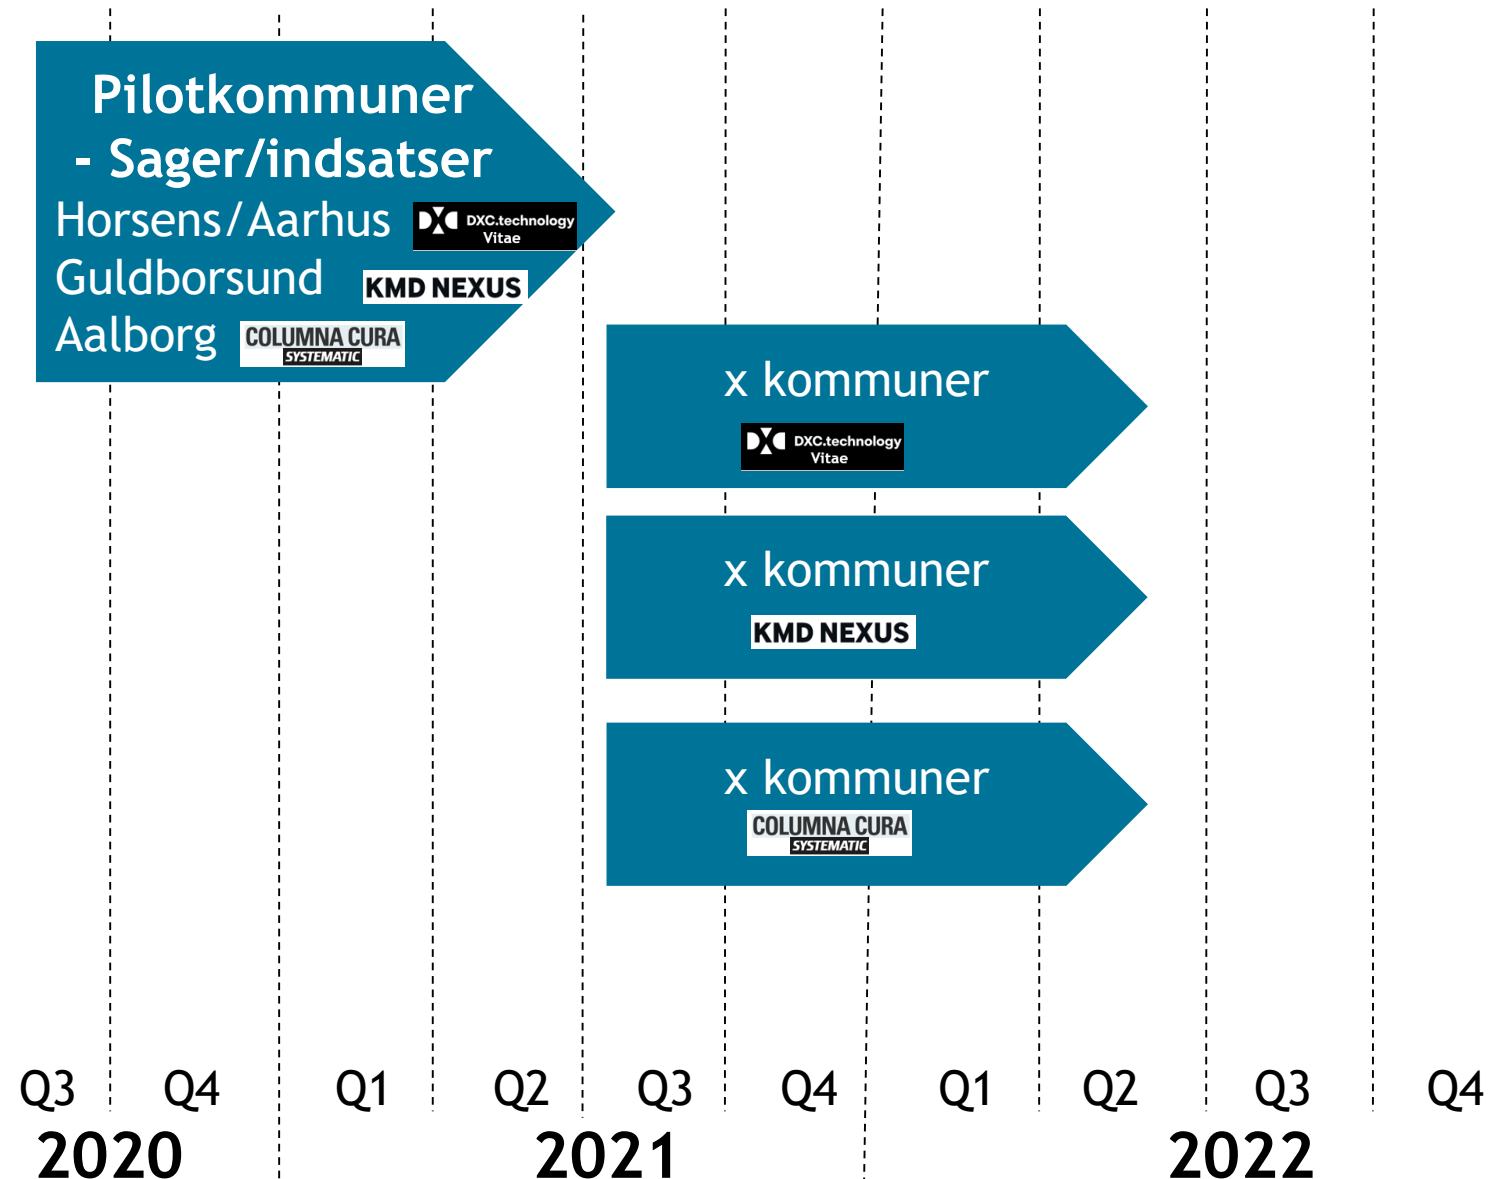 Pilotkommuner
- Sager/indsatser
Horsens/Aarhus
DXC.technology
Vitae
Guldborsund
KMD NEXUS
Aalborg
COLUMNA CURA
SYSTEMATIC
x kommuner
DXC.technology
Vitae
x kommuner
KMD NEXUS
x kommuner
COLUMNA CURA
SYSTEMATIC
Q3 Q4 Q1 Q2 Q3 Q4 Q1 Q2 Q3 Q4
2020 2021 2022